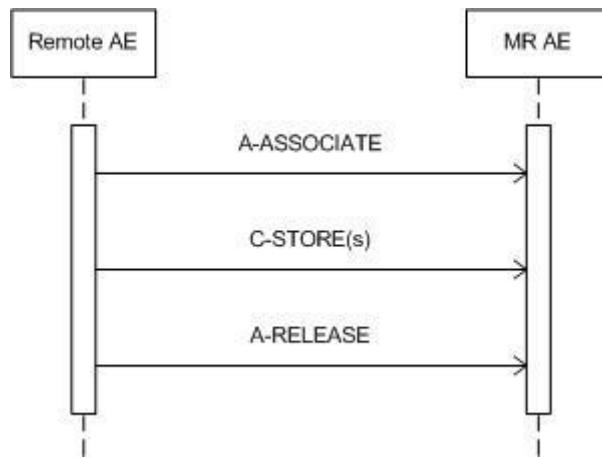 Remote AE
MR AE
A-ASSOCIATE
C-STORE(s)
A-RELEASE